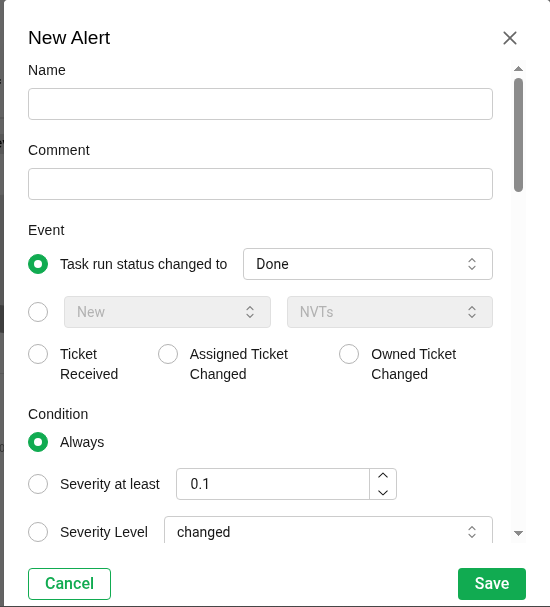 New Alert
Name
Comment
Event
Task run status changed to Done
New NVTs
Ticket Received
Assigned Ticket Changed
Owned Ticket Changed
Condition
Always
Severity at least 0.1
Severity Level changed
Cancel Save